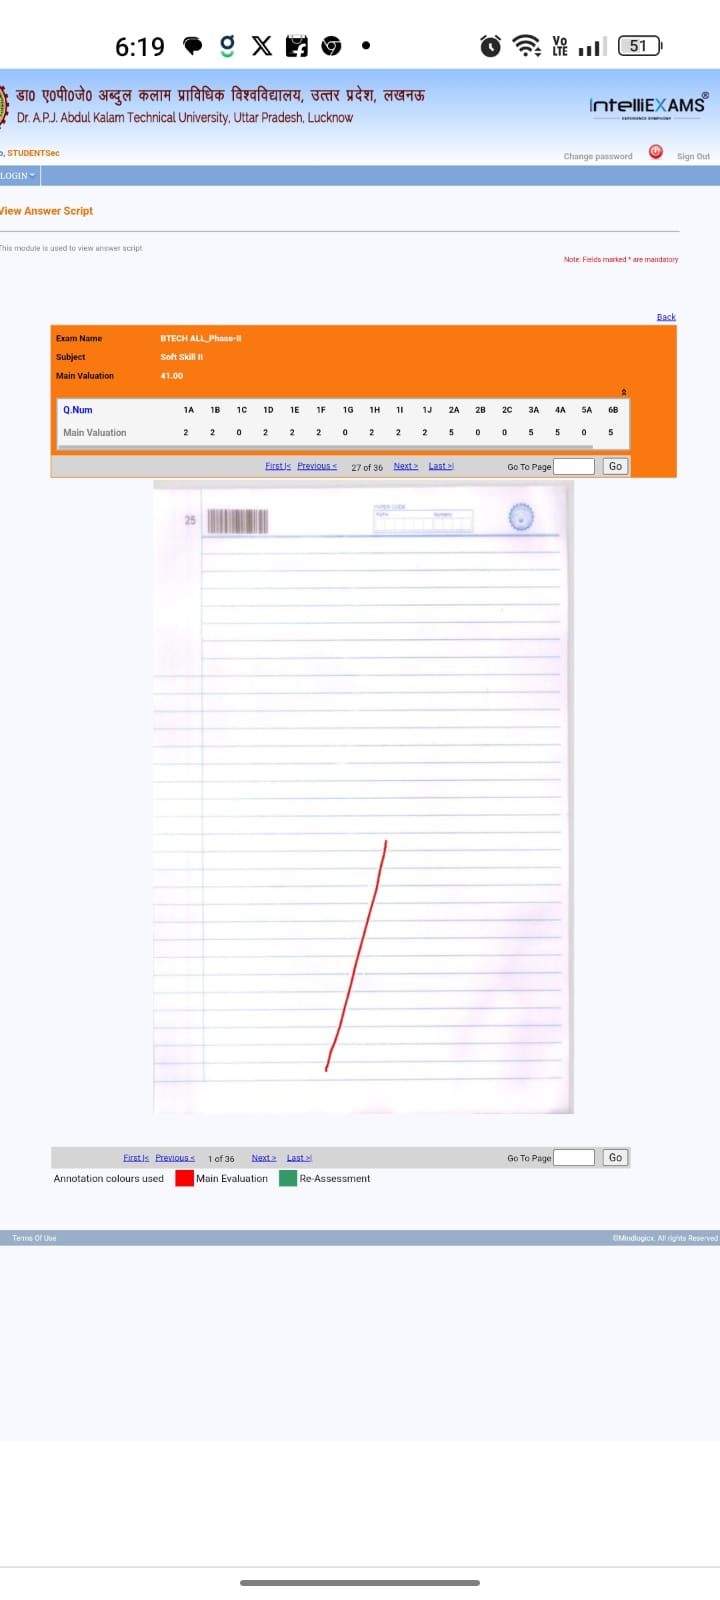 6:19
Vo LTE
51
डा० ए०पी०जे० अब्दुल कलाम प्राविधिक विश्वविद्यालय, उत्तर प्रदेश, लखनऊ
Dr. A.P.J. Abdul Kalam Technical University, Uttar Pradesh, Lucknow
IntelliEXAMS®
o, STUDENTSec
Change password Sign Out
LOGIN
View Answer Script
This module is used to view answer script
Note: Fields marked * are mandatory
Back
Exam Name BTECH ALL_Phase-II
Subject Soft Skill II
Main Valuation 41.00
Q.Num 1A 1B 1C 1D 1E 1F 1G 1H 1I 1J 2A 2B 2C 3A 4A 5A 6B
Main Valuation 2 2 0 2 2 2 0 2 2 2 5 0 0 5 5 0 5
First |< Previous < 27 of 36 Next > Last >| Go To Page Go
25
PAPER CODE
First |< Previous < 1 of 36 Next > Last >| Go To Page Go
Annotation colours used Main Evaluation Re-Assessment
Terms Of Use ©Mindlogicx. All rights Reserved